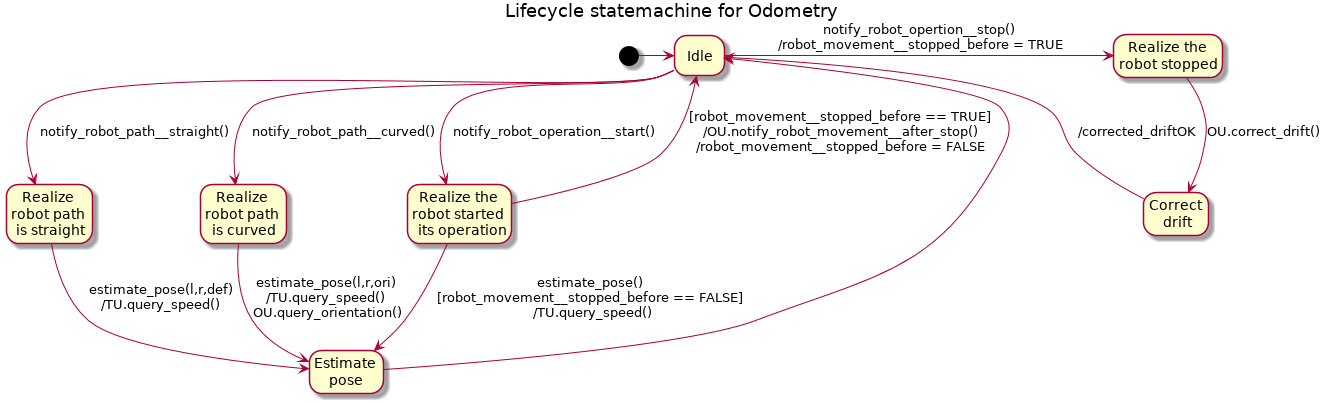 Lifecycle statemachine for Odometry
notify_robot_opertion__stop()
/robot_movement__stopped_before = TRUE
Idle
Realize the
robot stopped
notify_robot_path__straight()
notify_robot_path__curved()
notify_robot_operation__start()
[robot_movement__stopped_before == TRUE]
/OU.notify_robot_movement__after_stop()
/robot_movement__stopped_before = FALSE
/corrected_driftOK
OU.correct_drift()
Realize
robot path
is straight
Realize
robot path
is curved
Realize the
robot started
its operation
Correct
drift
estimate_pose(l,r,def)
/TU.query_speed()
estimate_pose(l,r,ori)
/TU.query_speed()
OU.query_orientation()
estimate_pose()
[robot_movement__stopped_before == FALSE]
/TU.query_speed()
Estimate
pose